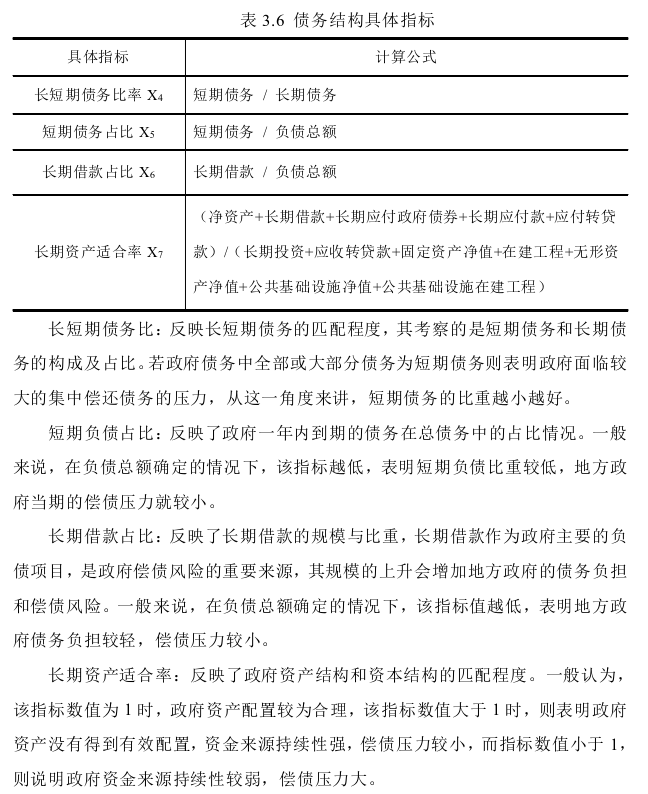 表 3.6 债务结构具体指标
具体指标 计算公式
长短期债务比率 X4 短期债务 / 长期债务
短期债务占比 X5 短期债务 / 负债总额
长期借款占比 X6 长期借款 / 负债总额
长期资产适合率 X7
（净资产+长期借款+长期应付政府债券+长期应付款+应付转贷
款）/（长期投资+应收转贷款+固定资产净值+在建工程+无形资
产净值+公共基础设施净值+公共基础设施在建工程）
长短期债务比：反映长短期债务的匹配程度，其考察的是短期债务和长期债
务的构成及占比。若政府债务中全部或大部分债务为短期债务则表明政府面临较
大的集中偿还债务的压力，从这一角度来讲，短期债务的比重越小越好。
短期负债占比：反映了政府一年内到期的债务在总债务中的占比情况。一般
来说，在负债总额确定的情况下，该指标越低，表明短期负债比重较低，地方政
府当期的偿债压力就较小。
长期借款占比：反映了长期借款的规模与比重，长期借款作为政府主要的负
债项目，是政府偿债风险的重要来源，其规模的上升会增加地方政府的债务负担
和偿债风险。一般来说，在负债总额确定的情况下，该指标值越低，表明地方政
府债务负担较轻，偿债压力较小。
长期资产适合率：反映了政府资产结构和资本结构的匹配程度。一般认为，
该指标数值为 1 时，政府资产配置较为合理，该指标数值大于 1 时，则表明政府
资产没有得到有效配置，资金来源持续性强，偿债压力较小，而指标数值小于 1，
则说明政府资金来源持续性较弱，偿债压力大。